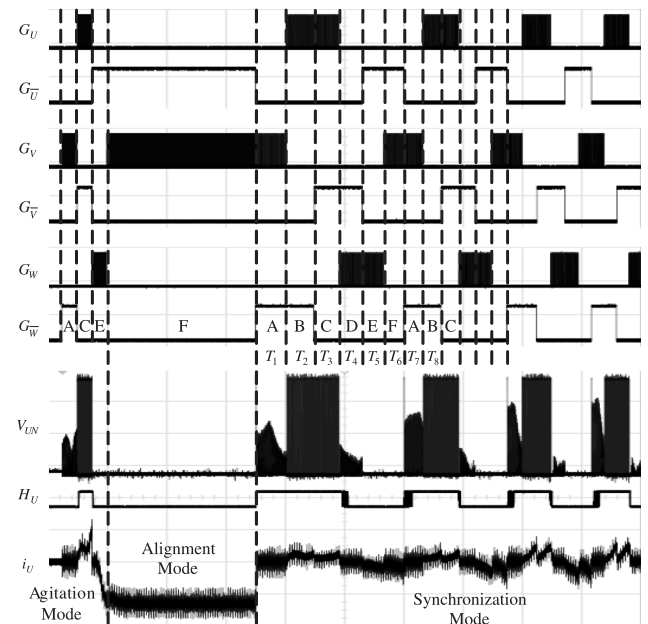 G_U
G_Ū
G_V
G_V̄
G_W
G_W̄
A C E F A B C D E F A B C
T_1 T_2 T_3 T_4 T_5 T_6 T_7 T_8
V_UN
H_U
i_U
Alignment
Mode
Agitation
Mode
Synchronization
Mode